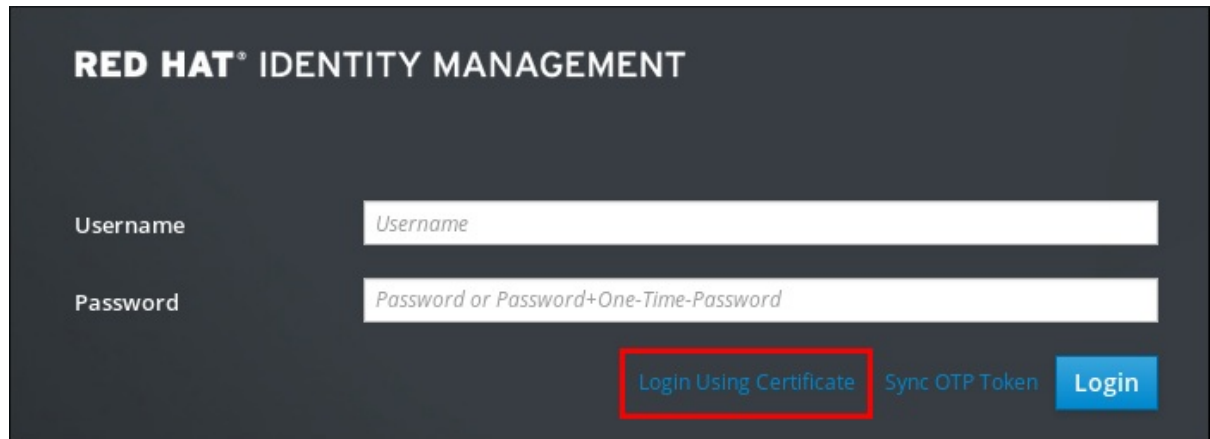 RED HAT® IDENTITY MANAGEMENT
Username
Username
Password
Password or Password+One-Time-Password
Login Using Certificate
Sync OTP Token
Login